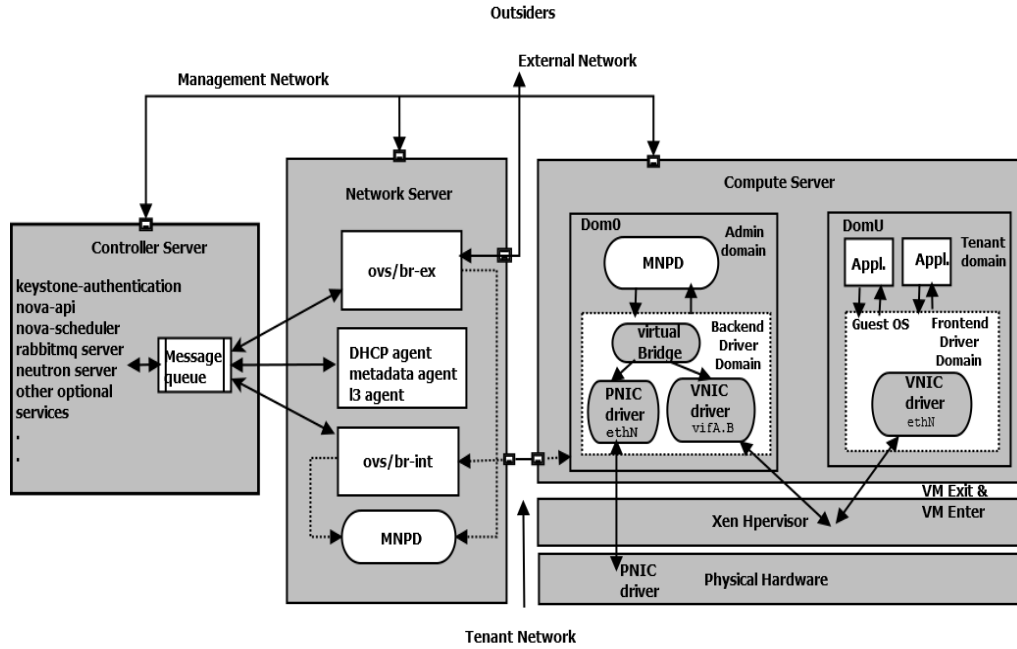 Outsiders
External Network
Management Network
Network Server
Compute Server
Controller Server
keystone-authentication
nova-api
nova-scheduler
rabbitmq server
neutron server
other optional
services
.
.
Message
queue
ovs/br-ex
DHCP agent
metadata agent
l3 agent
ovs/br-int
MNPD
Dom0
Admin
domain
MNPD
virtual
Bridge
Backend
Driver
Domain
PNIC
driver
ethN
VNIC
driver
vifA.B
DomU
Tenant
domain
Appl.
Appl.
Guest OS
Frontend
Driver
Domain
VNIC
driver
ethN
VM Exit &
VM Enter
Xen Hpervisor
PNIC
driver
Physical Hardware
Tenant Network